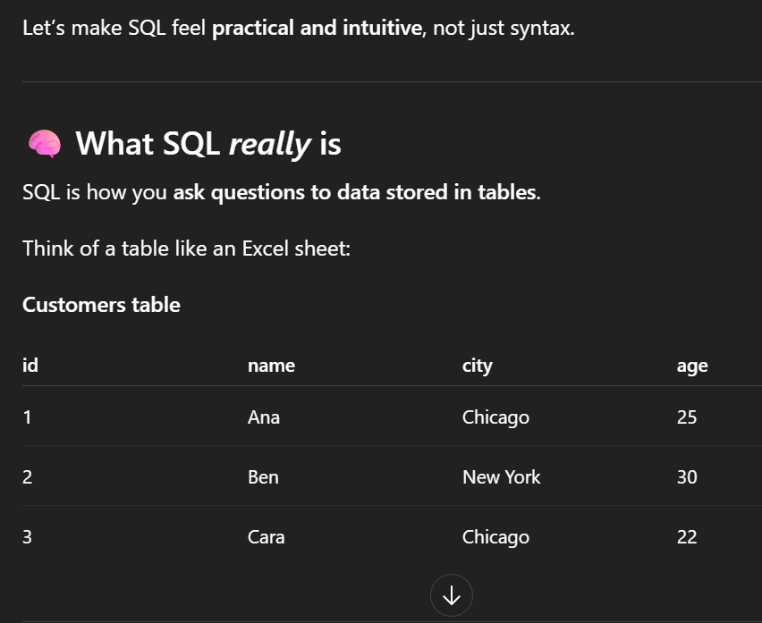 Let's make SQL feel practical and intuitive, not just syntax.
🧠 What SQL really is
SQL is how you ask questions to data stored in tables.
Think of a table like an Excel sheet:
Customers table
id name city age
1 Ana Chicago 25
2 Ben New York 30
3 Cara Chicago 22